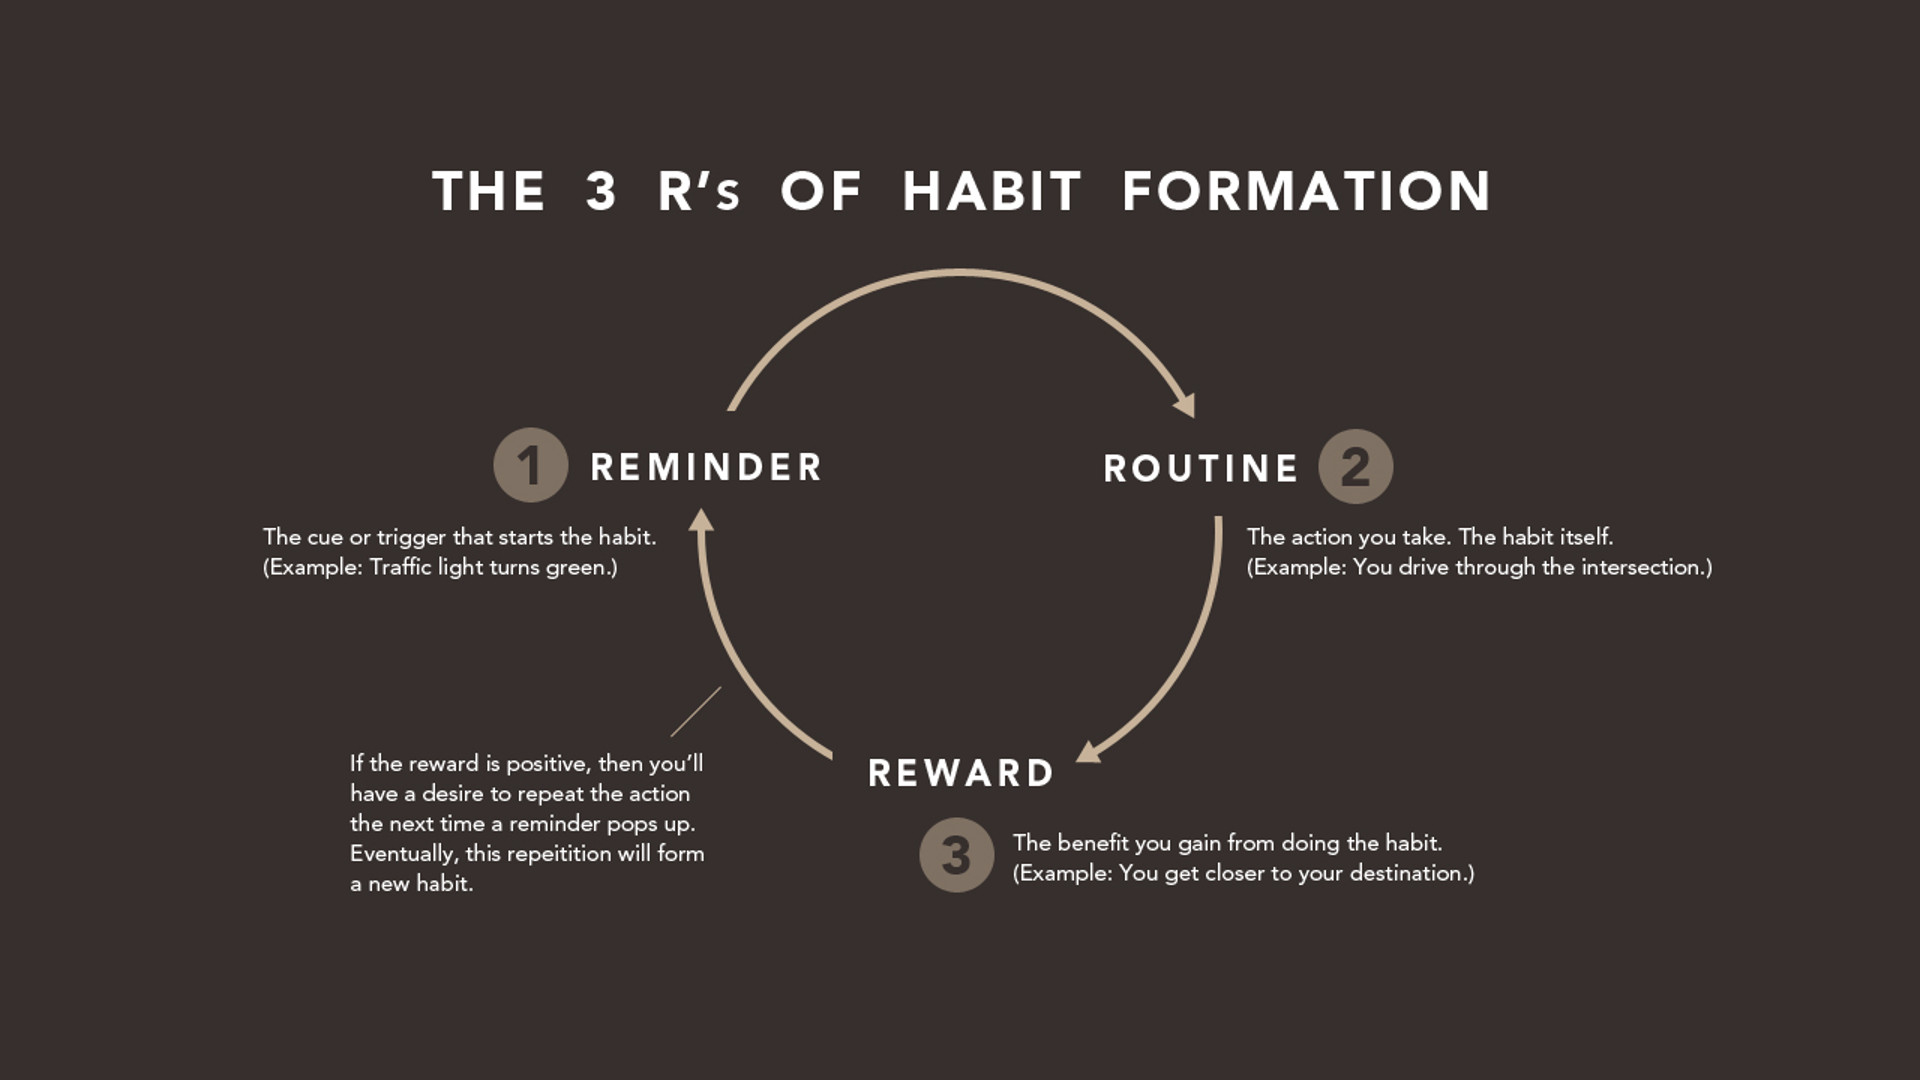 THE 3 R’s OF HABIT FORMATION
1 REMINDER
The cue or trigger that starts the habit.
(Example: Traffic light turns green.)
ROUTINE 2
The action you take. The habit itself.
(Example: You drive through the intersection.)
REWARD
3
The benefit you gain from doing the habit.
(Example: You get closer to your destination.)
If the reward is positive, then you’ll
have a desire to repeat the action
the next time a reminder pops up.
Eventually, this repeitition will form
a new habit.